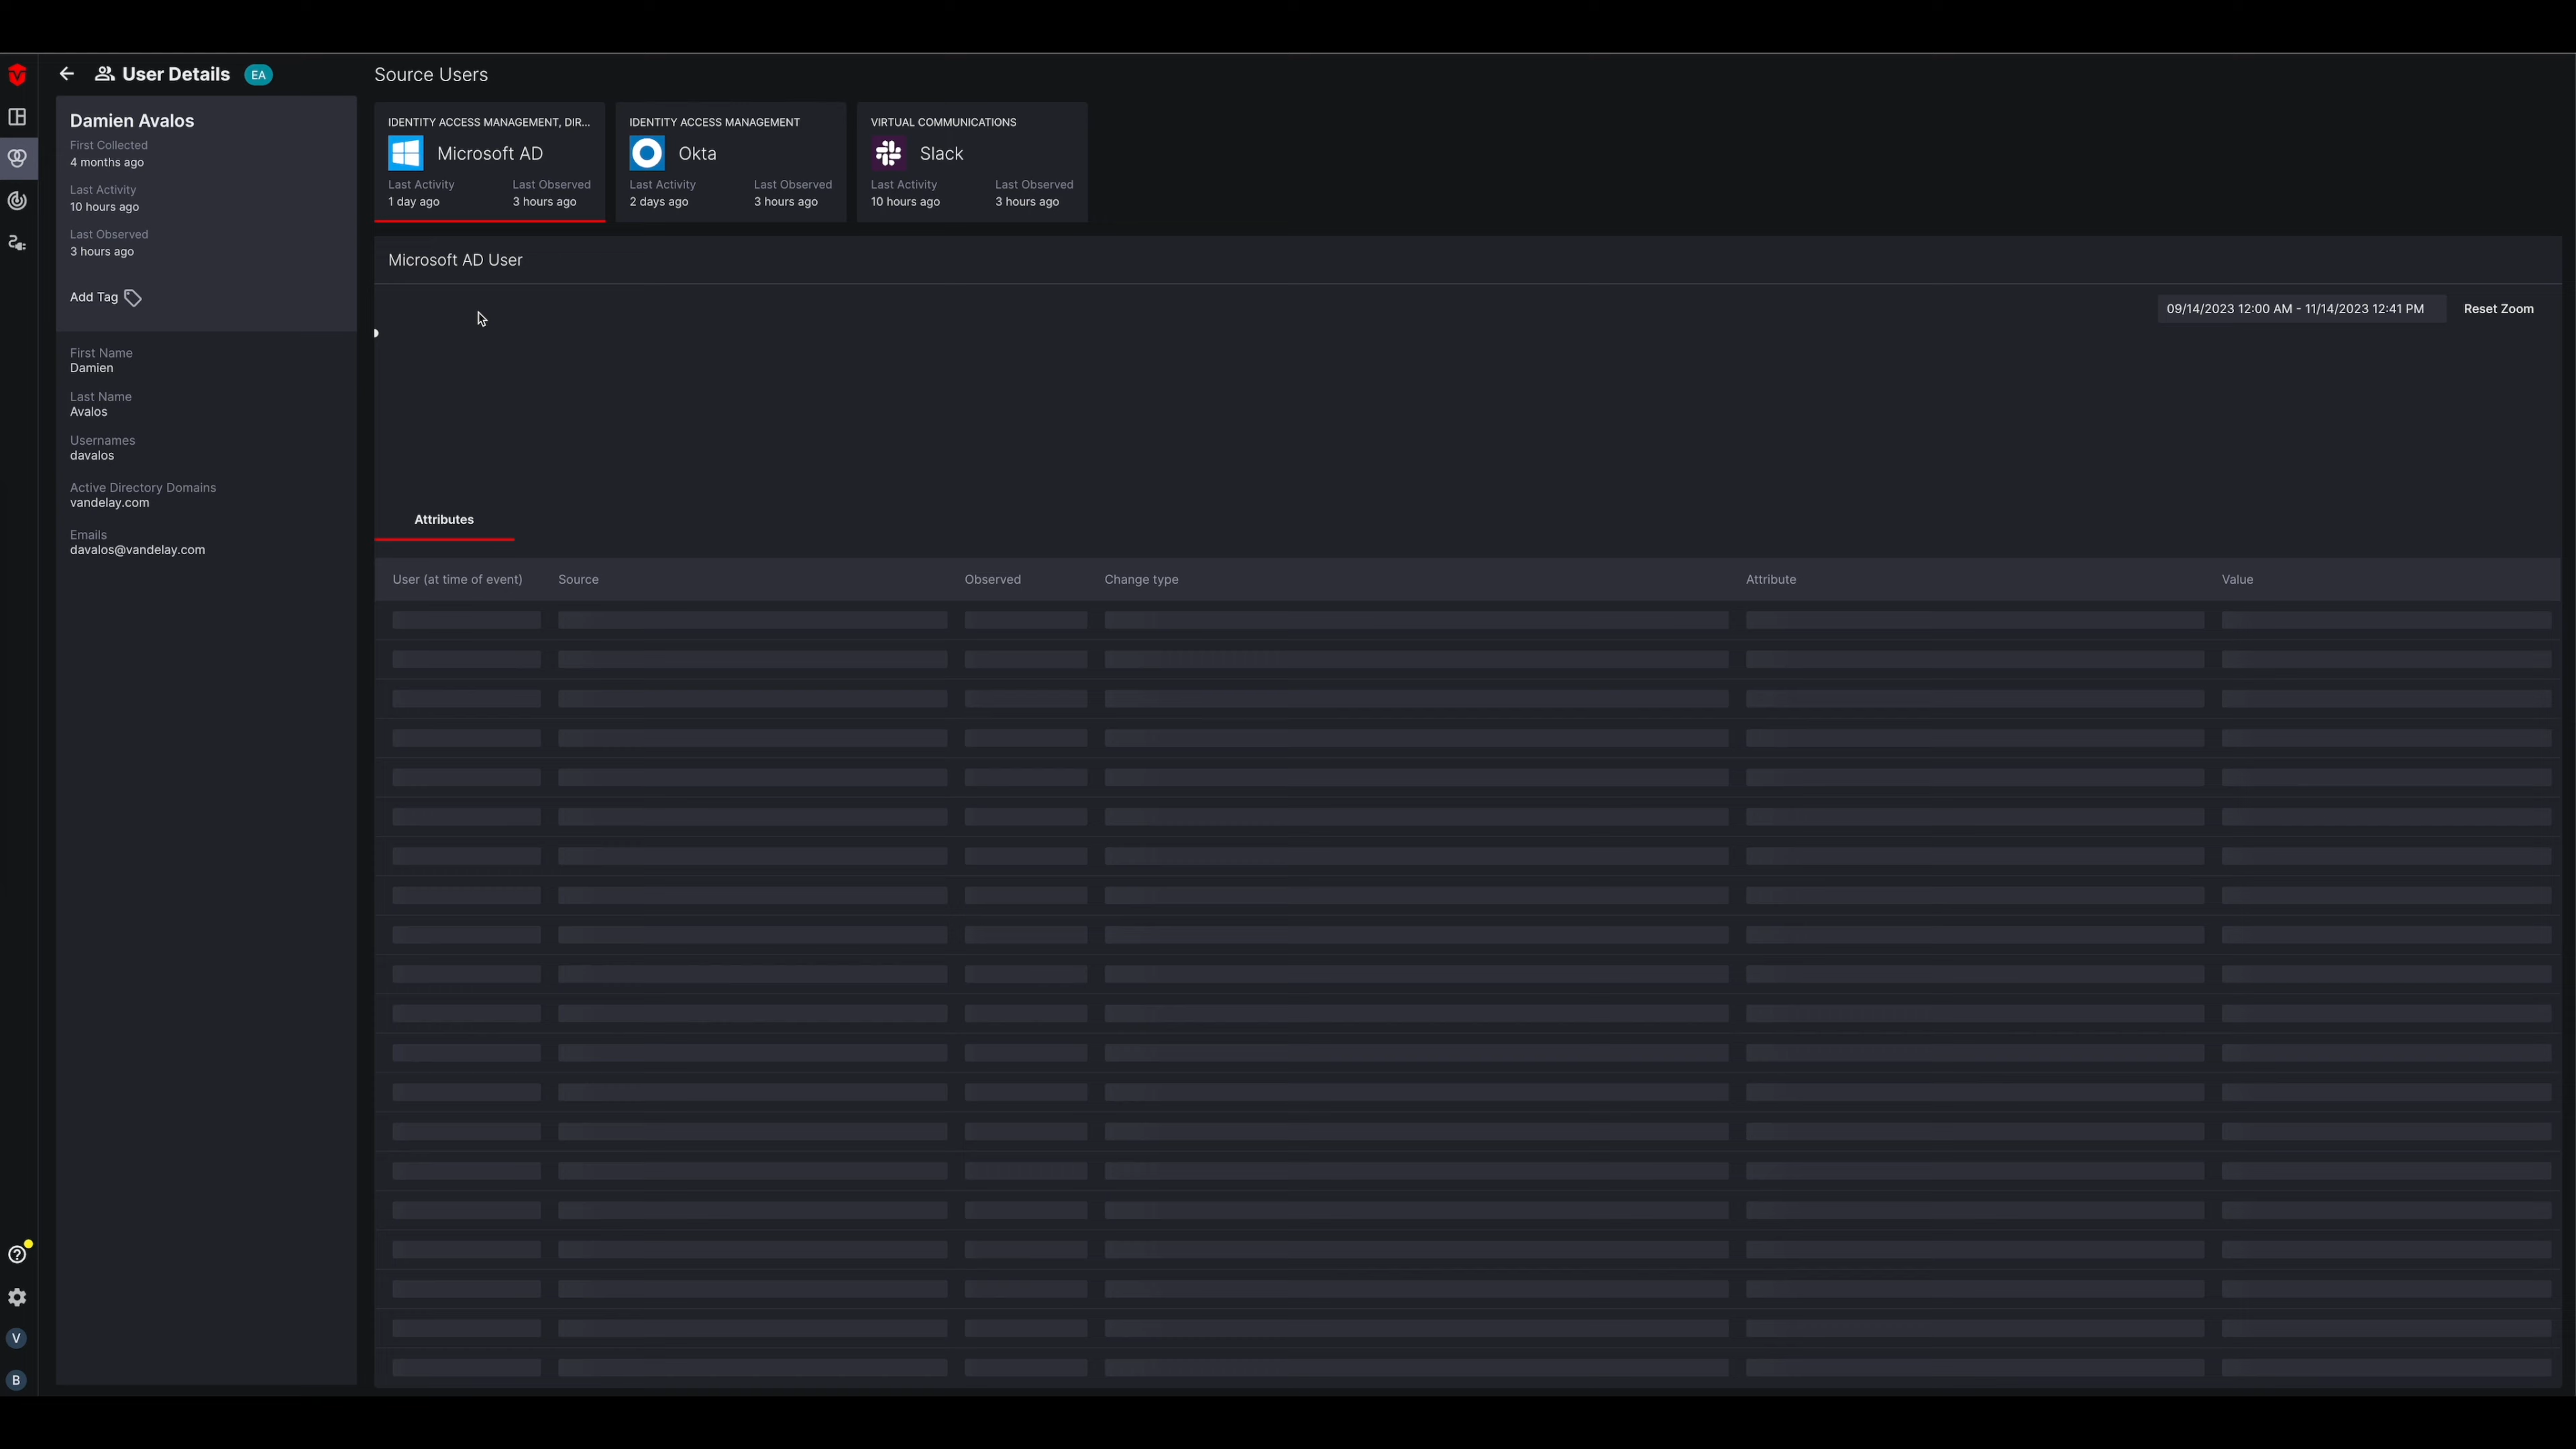 User Details EA
Damien Avalos
First Collected
4 months ago
Last Activity
10 hours ago
Last Observed
3 hours ago
Add Tag
First Name
Damien
Last Name
Avalos
Usernames
davalos
Active Directory Domains
vandelay.com
Emails
davalos@vandelay.com
V
B
Source Users
IDENTITY ACCESS MANAGEMENT, DIR...
Microsoft AD
Last Activity Last Observed
1 day ago 3 hours ago
IDENTITY ACCESS MANAGEMENT
Okta
Last Activity Last Observed
2 days ago 3 hours ago
VIRTUAL COMMUNICATIONS
Slack
Last Activity Last Observed
10 hours ago 3 hours ago
Microsoft AD User
09/14/2023 12:00 AM - 11/14/2023 12:41 PM Reset Zoom
Attributes
User (at time of event) Source Observed Change type Attribute Value